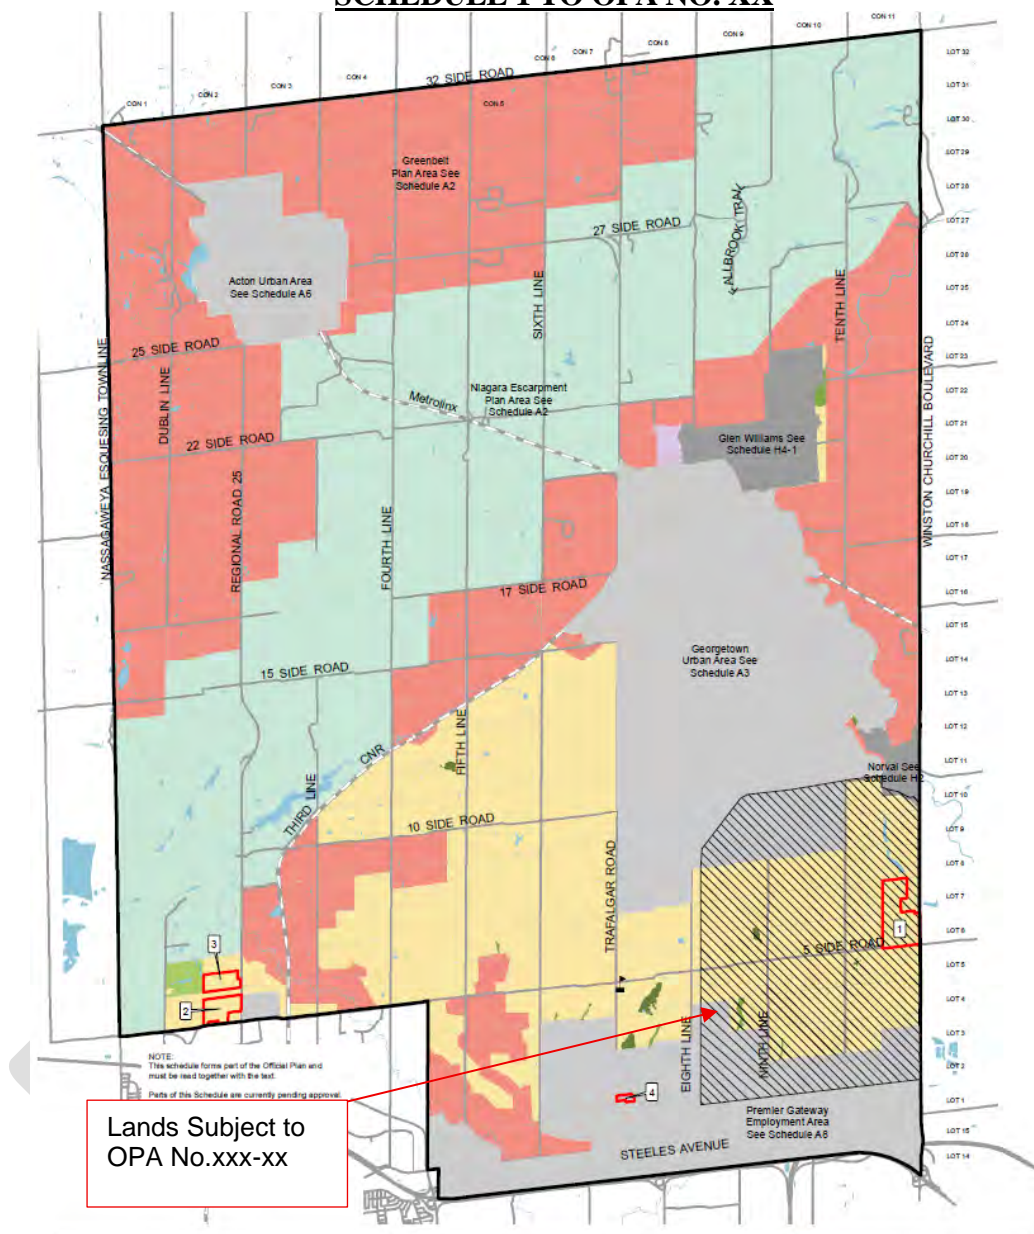 SCHEDULE 1 TO OPA NO. XX
CON 1
CON 2
CON 3
CON 4
CON 5
CON 6
CON 7
CON 8
CON 9
CON 10
CON 11
32 SIDE ROAD
LOT 32
LOT 31
LOT 30
LOT 29
LOT 28
LOT 27
LOT 26
LOT 25
LOT 24
LOT 23
LOT 22
LOT 21
LOT 20
LOT 19
LOT 18
LOT 17
LOT 16
LOT 15
LOT 14
LOT 13
LOT 12
LOT 11
LOT 10
LOT 9
LOT 8
LOT 7
LOT 6
LOT 5
LOT 4
LOT 3
LOT 2
LOT 1
LOT 15
LOT 14
Greenbelt
Plan Area See
Schedule A2
27 SIDE ROAD
ALLBROOK TRAIL
Acton Urban Area
See Schedule A6
SIXTH LINE
TENTH LINE
25 SIDE ROAD
NASSAGAWEYA ESQUESING TOWNLINE
DUBLIN LINE
WINSTON CHURCHILL BOULEVARD
Metrolinx
Niagara Escarpment
Plan Area See
Schedule A2
22 SIDE ROAD
Glen Williams See
Schedule H4-1
REGIONAL ROAD 25
FOURTH LINE
17 SIDE ROAD
Georgetown
Urban Area See
Schedule A3
15 SIDE ROAD
FIFTH LINE
CNR
THIRD LINE
Norval See
Schedule H2
10 SIDE ROAD
TRAFALGAR ROAD
1
5 SIDE ROAD
3
2
EIGHTH LINE
NINTH LINE
4
NOTE:
This schedule forms part of the Official Plan and
must be read together with the text.
Parts of this Schedule are currently pending approval.
Premier Gateway
Employment Area
See Schedule A8
STEELES AVENUE
Lands Subject to
OPA No.xxx-xx